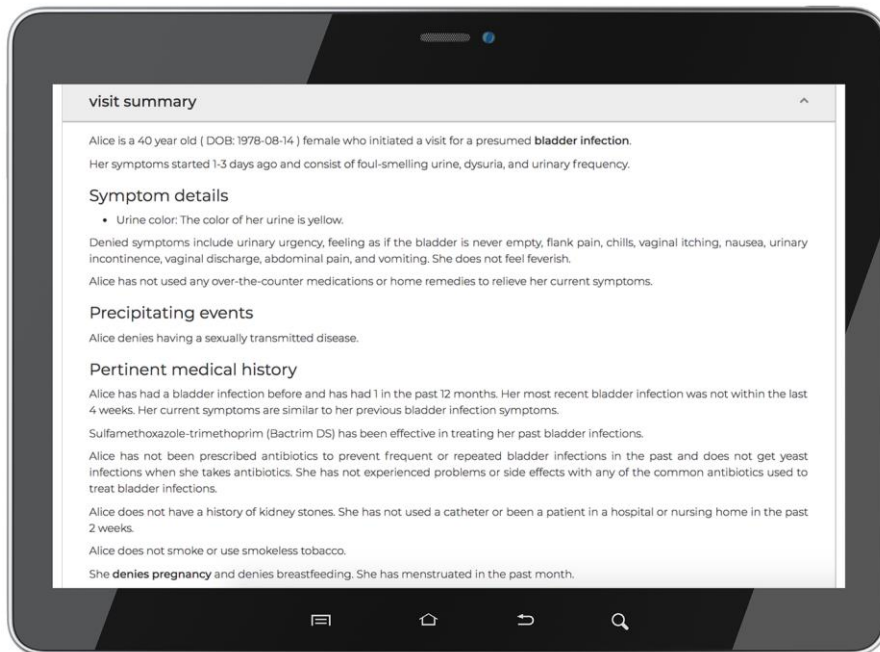 visit summary
Alice is a 40 year old ( DOB: 1978-08-14 ) female who initiated a visit for a presumed bladder infection.
Her symptoms started 1-3 days ago and consist of foul-smelling urine, dysuria, and urinary frequency.
Symptom details
• Urine color: The color of her urine is yellow.
Denied symptoms include urinary urgency, feeling as if the bladder is never empty, flank pain, chills, vaginal itching, nausea, urinary
incontinence, vaginal discharge, abdominal pain, and vomiting. She does not feel feverish.
Alice has not used any over-the-counter medications or home remedies to relieve her current symptoms.
Precipitating events
Alice denies having a sexually transmitted disease.
Pertinent medical history
Alice has had a bladder infection before and has had 1 in the past 12 months. Her most recent bladder infection was not within the last
4 weeks. Her current symptoms are similar to her previous bladder infection symptoms.
Sulfamethoxazole-trimethoprim (Bactrim DS) has been effective in treating her past bladder infections.
Alice has not been prescribed antibiotics to prevent frequent or repeated bladder infections in the past and does not get yeast
infections when she takes antibiotics. She has not experienced problems or side effects with any of the common antibiotics used to
treat bladder infections.
Alice does not have a history of kidney stones. She has not used a catheter or been a patient in a hospital or nursing home in the past
2 weeks.
Alice does not smoke or use smokeless tobacco.
She denies pregnancy and denies breastfeeding. She has menstruated in the past month.